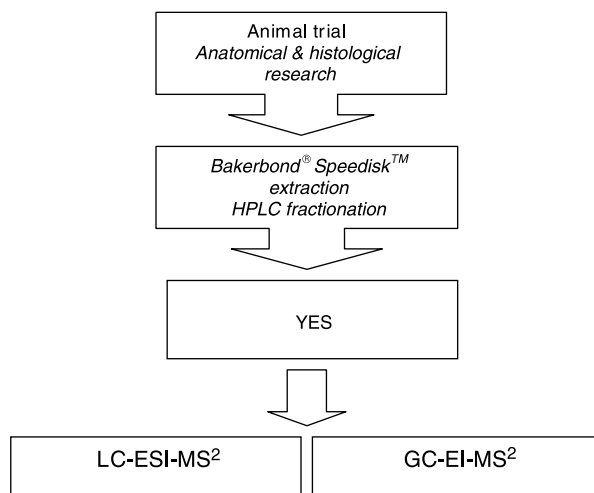 Animal trial
Anatomical & histological
research
Bakerbond® Speedisk™
extraction
HPLC fractionation
YES
LC-ESI-MS²
GC-EI-MS²